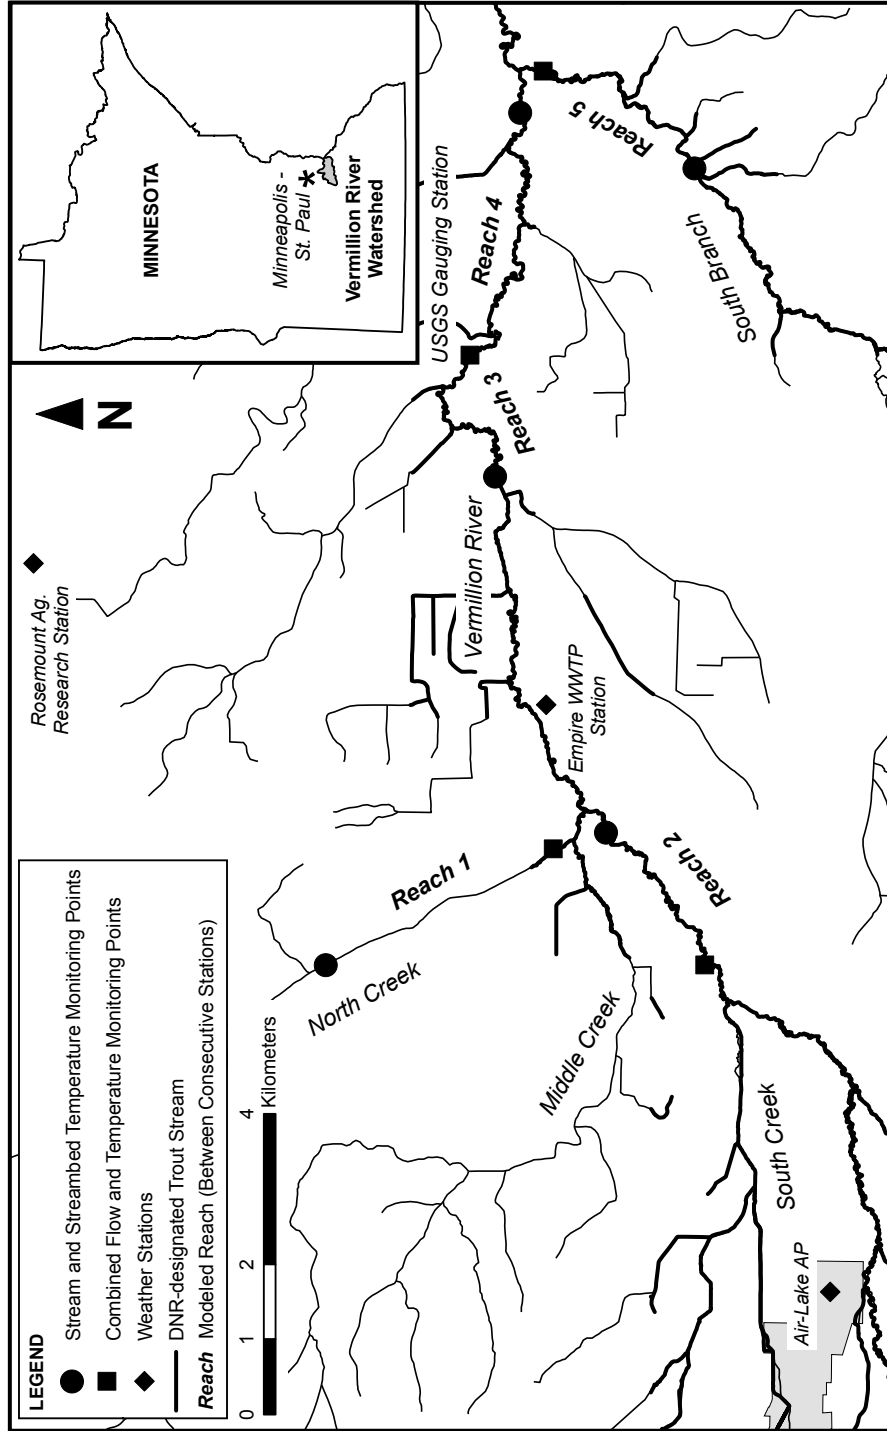 MINNESOTA
Minneapolis -
St. Paul
*
Vermillion River
Watershed
N
Rosemount Ag.
Research Station
LEGEND
Stream and Streambed Temperature Monitoring Points
Combined Flow and Temperature Monitoring Points
Weather Stations
DNR-designated Trout Stream
Reach Modeled Reach (Between Consecutive Stations)
0 1 2 4
Kilometers
North Creek
Reach 1
Middle Creek
South Creek
Air-Lake AP
Reach 2
Empire WWTP
Station
Vermillion River
Reach 3
USGS Gauging Station
Reach 4
Reach 5
South Branch